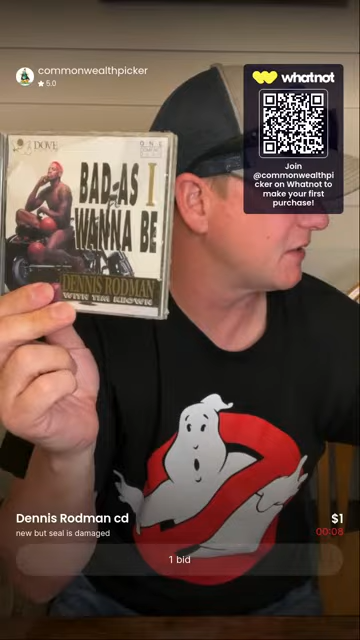 commonwealthpicker
★ 5.0
whatnot
Join
@commonwealthpi
cker on Whatnot to
make your first
purchase!
DOVE
BAD AS I
WANNA BE
DENNIS RODMAN
WITH TIM KEOWN
Dennis Rodman cd
$1
new but seal is damaged
00:08
1 bid